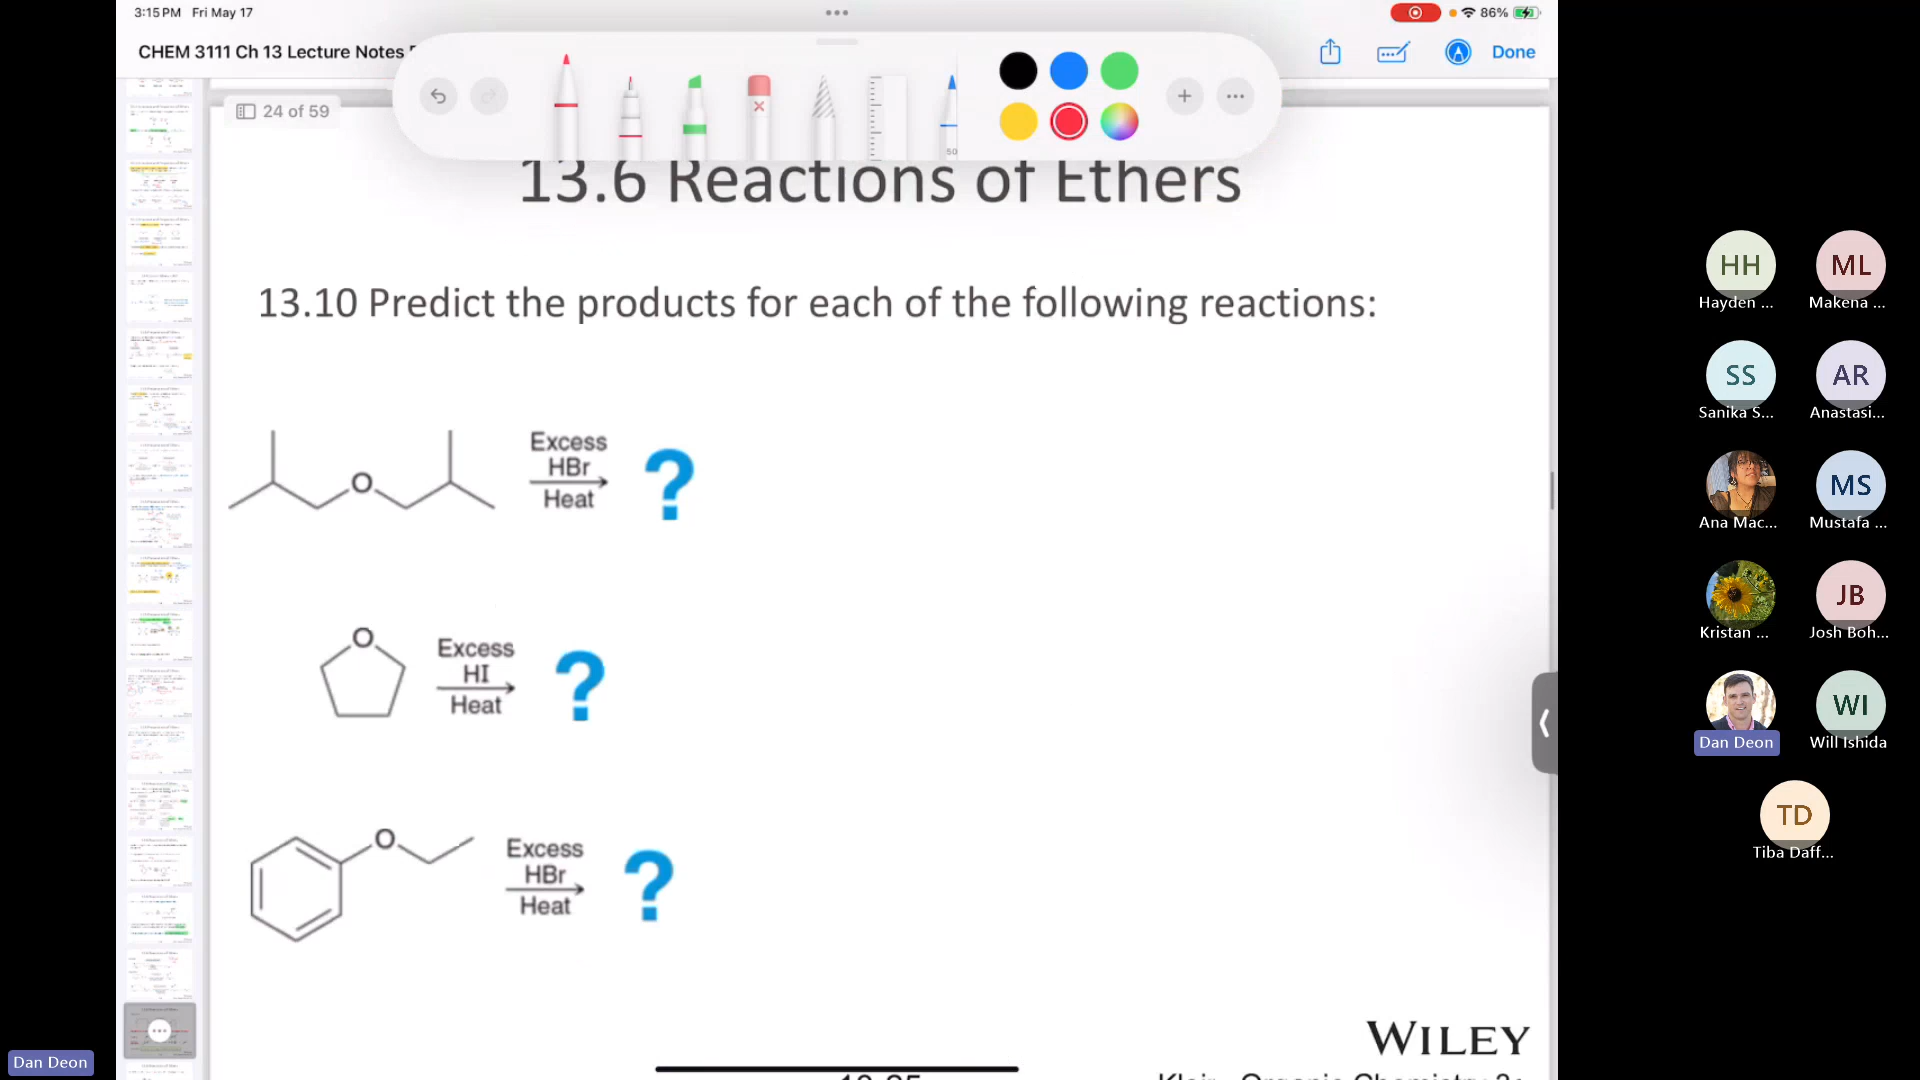 3:15 PM Fri May 17
86%
CHEM 3111 Ch 13 Lecture Notes
Done
24 of 59
50
13.6 Reactions of Ethers
13.10 Predict the products for each of the following reactions:
O
Excess
HBr
Heat
?
O
Excess
HI
Heat
?
O
Excess
HBr
Heat
?
WILEY
HH
Hayden ...
ML
Makena ...
SS
Sanika S...
AR
Anastasi...
Ana Mac...
MS
Mustafa ...
Kristan ...
JB
Josh Boh...
Dan Deon
WI
Will Ishida
TD
Tiba Daff...
Dan Deon